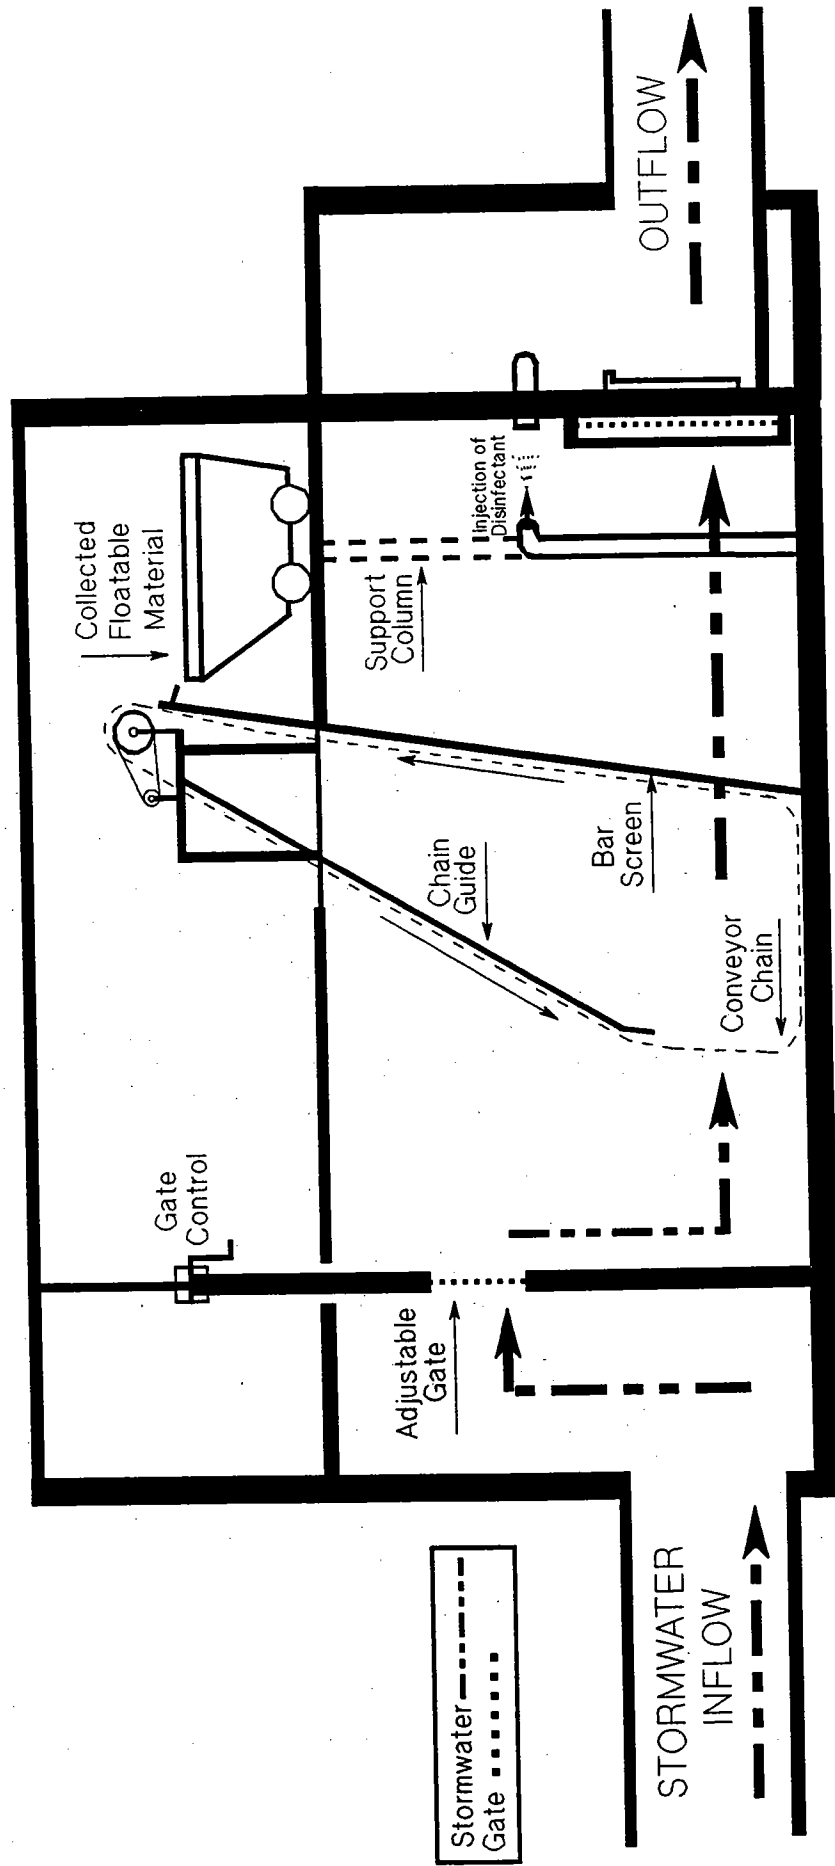 Collected
Floatable
Material
Gate
Control
Injection of
Disinfectant
Support
Column
Chain
Guide
Adjustable
Gate
Bar
Screen
Conveyor
Chain
OUTFLOW
Stormwater
Gate
STORMWATER
INFLOW